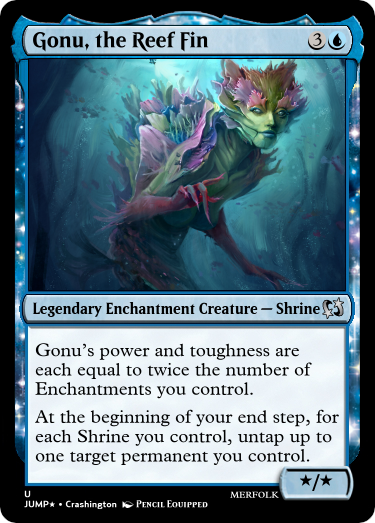 Gonu, the Reef Fin 3
Legendary Enchantment Creature — Shrine
Gonu's power and toughness are
each equal to twice the number of
Enchantments you control.
At the beginning of your end step, for
each Shrine you control, untap up to
one target permanent you control.
★/★
U MERFOLK
JUMP★ • Crashington Pencil Equipped